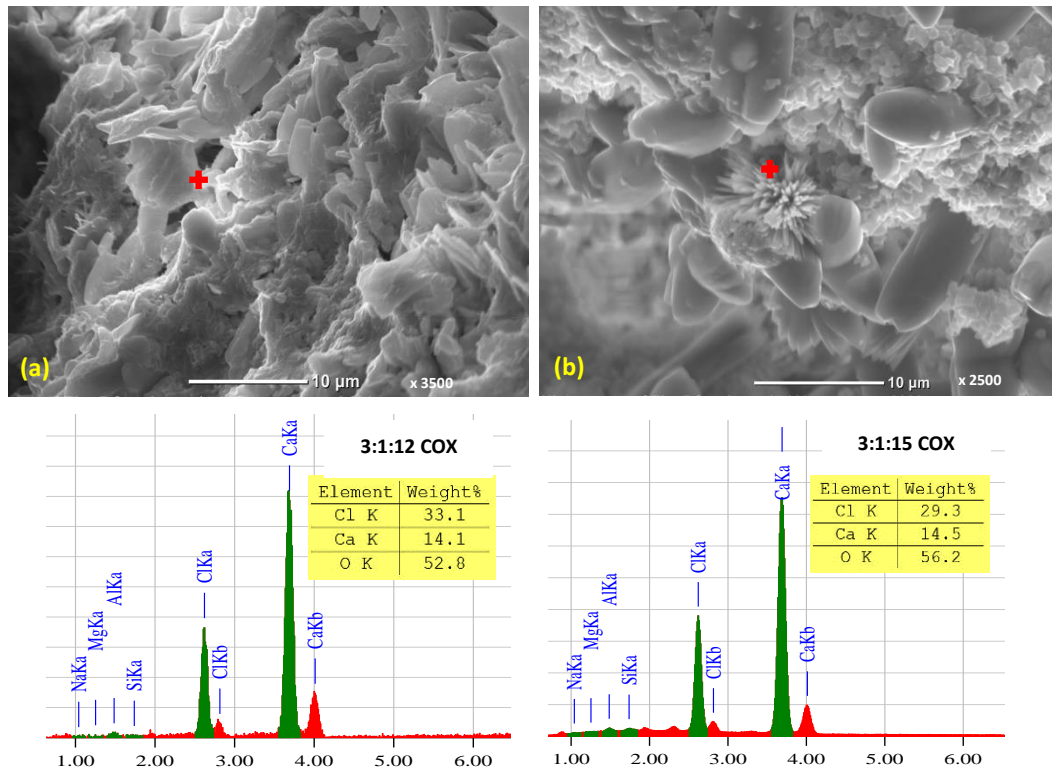 (a)
10 µm
x 3500
(b)
10 µm
x 2500
3:1:12 COX
Element Weight%
Cl K 33.1
Ca K 14.1
O K 52.8
NaKa
MgKa
AlKa
SiKa
ClKa
ClKb
CaKa
CaKb
1.00 2.00 3.00 4.00 5.00 6.00
3:1:15 COX
Element Weight%
Cl K 29.3
Ca K 14.5
O K 56.2
NaKa
MgKa
AlKa
SiKa
ClKa
ClKb
CaKa
CaKb
1.00 2.00 3.00 4.00 5.00 6.00